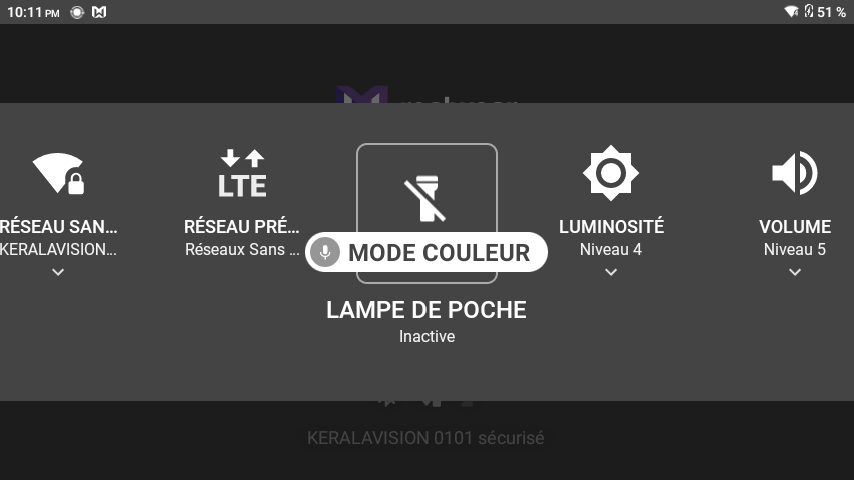 10:11 PM
51 %
RÉSEAU SAN...
KERALAVISION...
RÉSEAU PRÉ...
Réseaux Sans ...
LTE
MODE COULEUR
LAMPE DE POCHE
Inactive
LUMINOSITÉ
Niveau 4
VOLUME
Niveau 5
KERALAVISION 0101 sécurisé